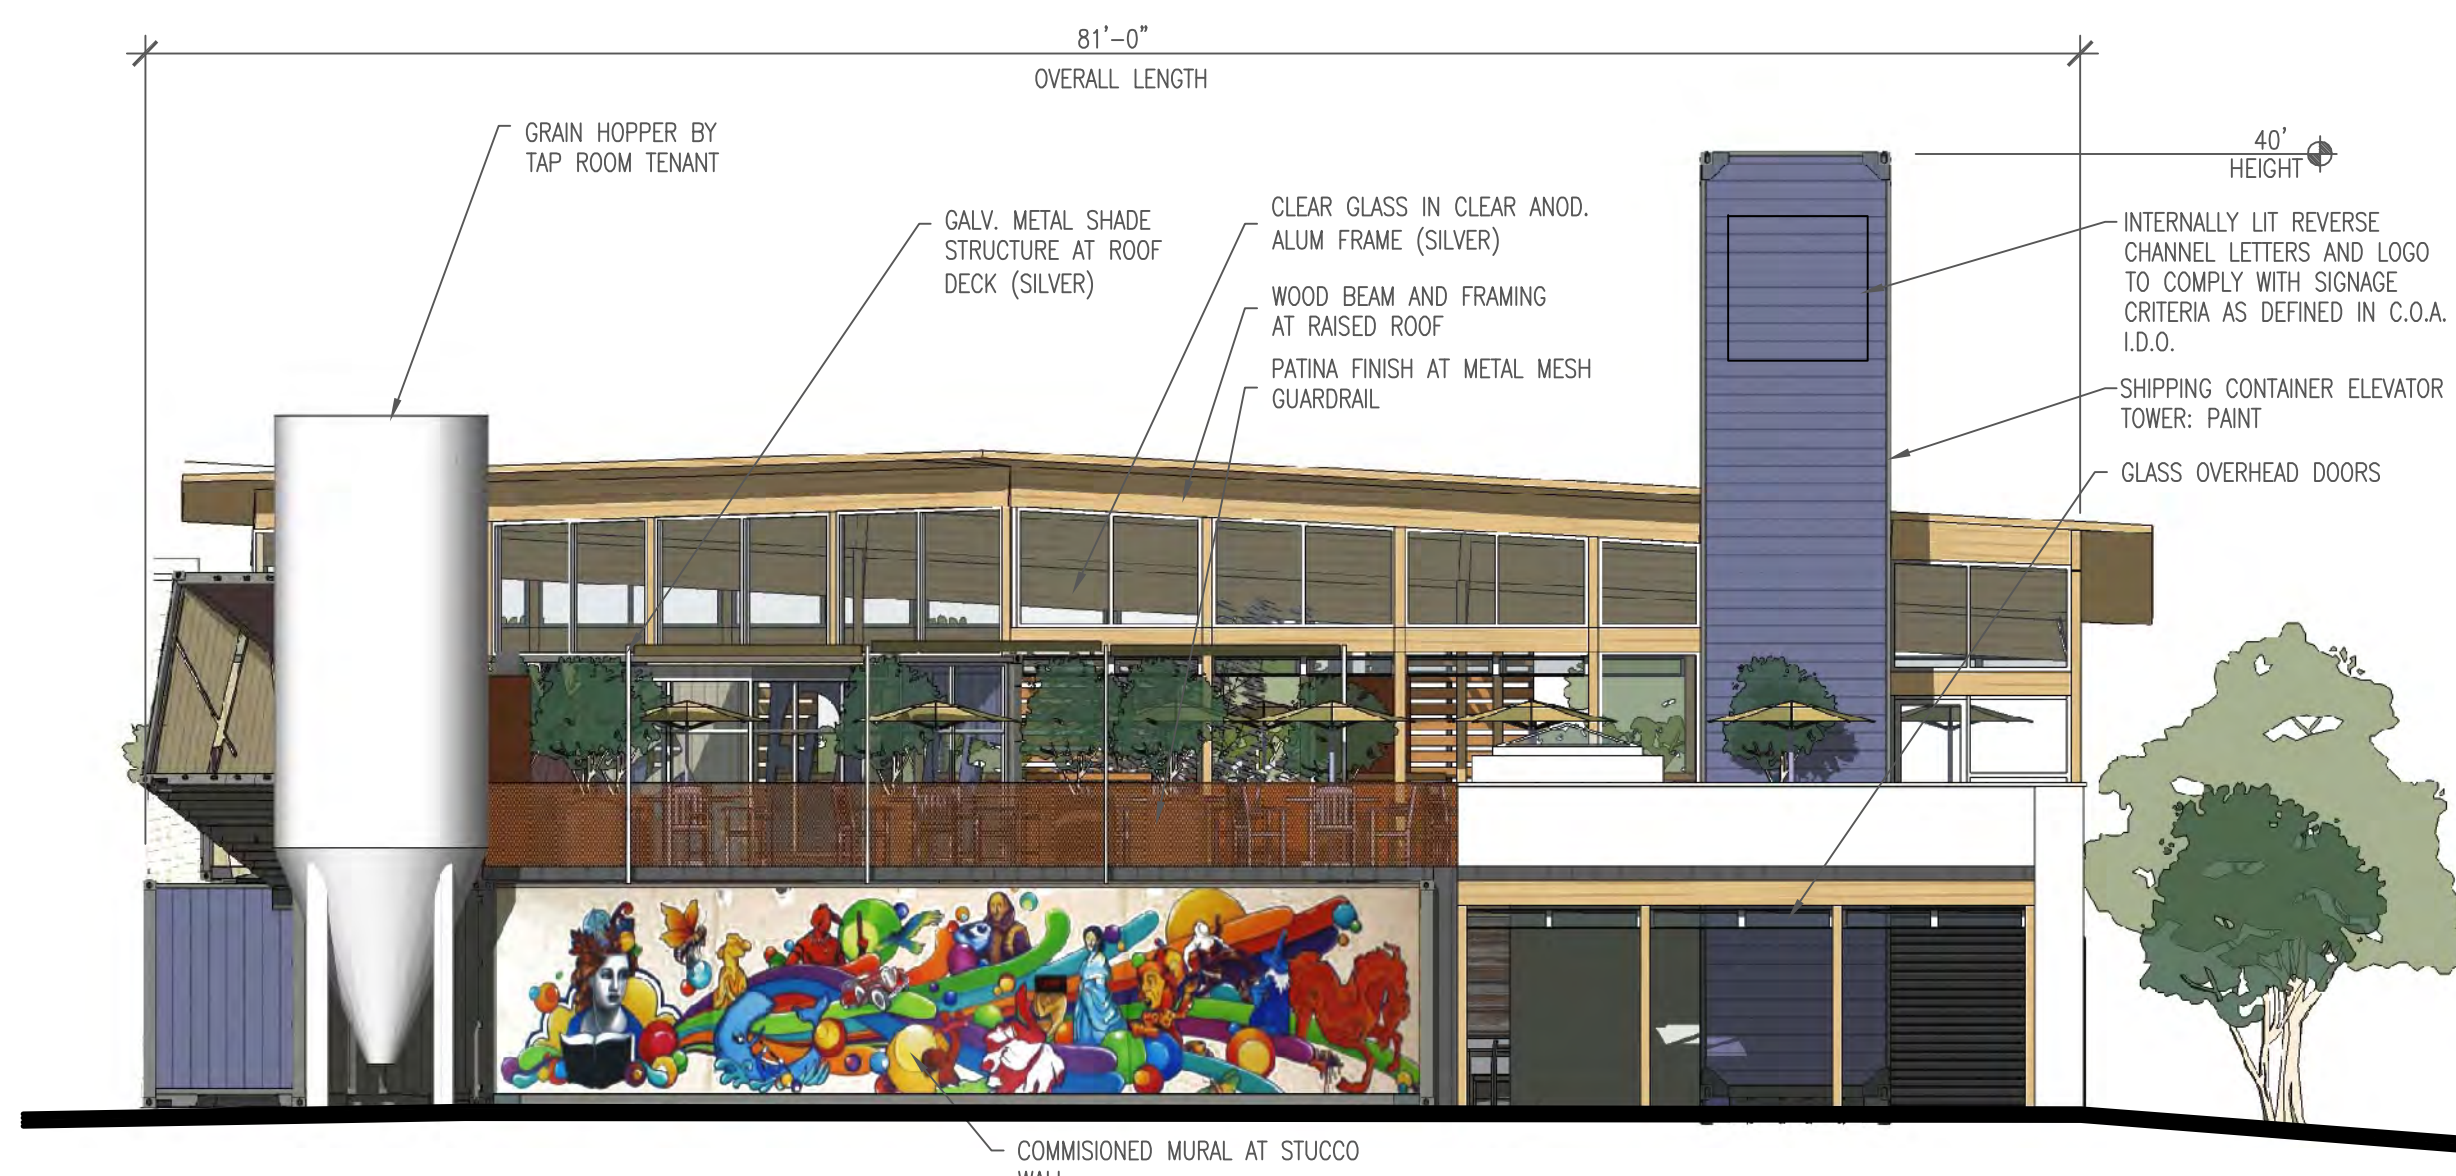 81'-0"
OVERALL LENGTH
GRAIN HOPPER BY
TAP ROOM TENANT
GALV. METAL SHADE
STRUCTURE AT ROOF
DECK (SILVER)
CLEAR GLASS IN CLEAR ANOD.
ALUM FRAME (SILVER)
WOOD BEAM AND FRAMING
AT RAISED ROOF
PATINA FINISH AT METAL MESH
GUARDRAIL
40'
HEIGHT
INTERNALLY LIT REVERSE
CHANNEL LETTERS AND LOGO
TO COMPLY WITH SIGNAGE
CRITERIA AS DEFINED IN C.O.A.
I.D.O.
SHIPPING CONTAINER ELEVATOR
TOWER: PAINT
GLASS OVERHEAD DOORS
COMMISIONED MURAL AT STUCCO
WALL